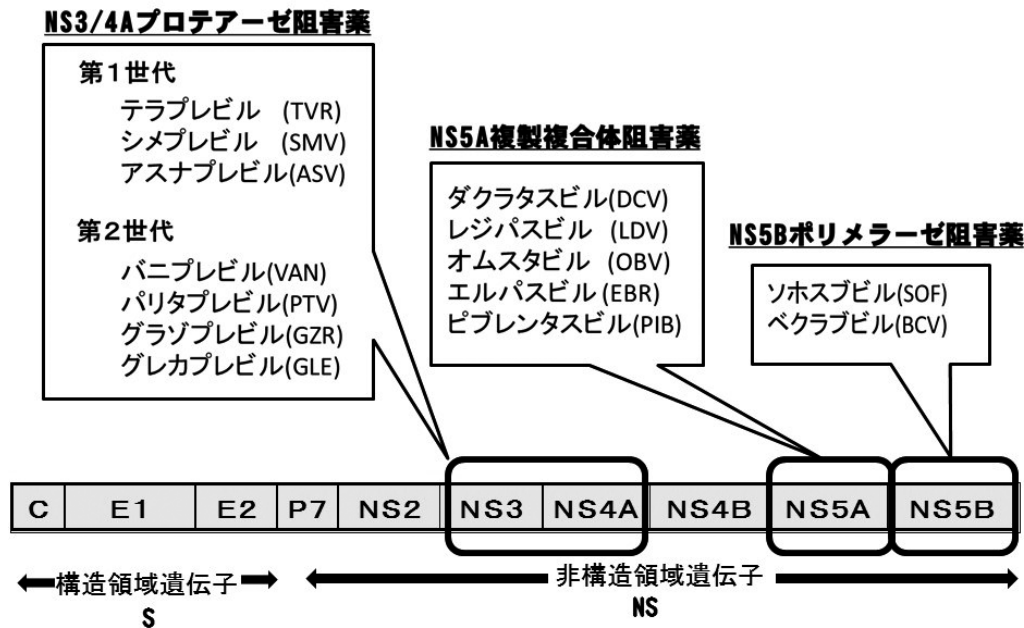 NS3/4Aプロテアーゼ阻害薬
第1世代
テラプレビル (TVR)
シメプレビル (SMV)
アスナプレビル(ASV)
第2世代
バニプレビル(VAN)
パリタプレビル(PTV)
グラゾプレビル(GZR)
グレカプレビル(GLE)
NS5A複製複合体阻害薬
ダクラタスビル(DCV)
レジパスビル (LDV)
オムスタビル (OBV)
エルパスビル(EBR)
ピブレンタスビル(PIB)
NS5Bポリメラーゼ阻害薬
ソホスブビル(SOF)
ベクラブビル(BCV)
C E1 E2 P7 NS2 NS3 NS4A NS4B NS5A NS5B
構造領域遺伝子
S
非構造領域遺伝子
NS